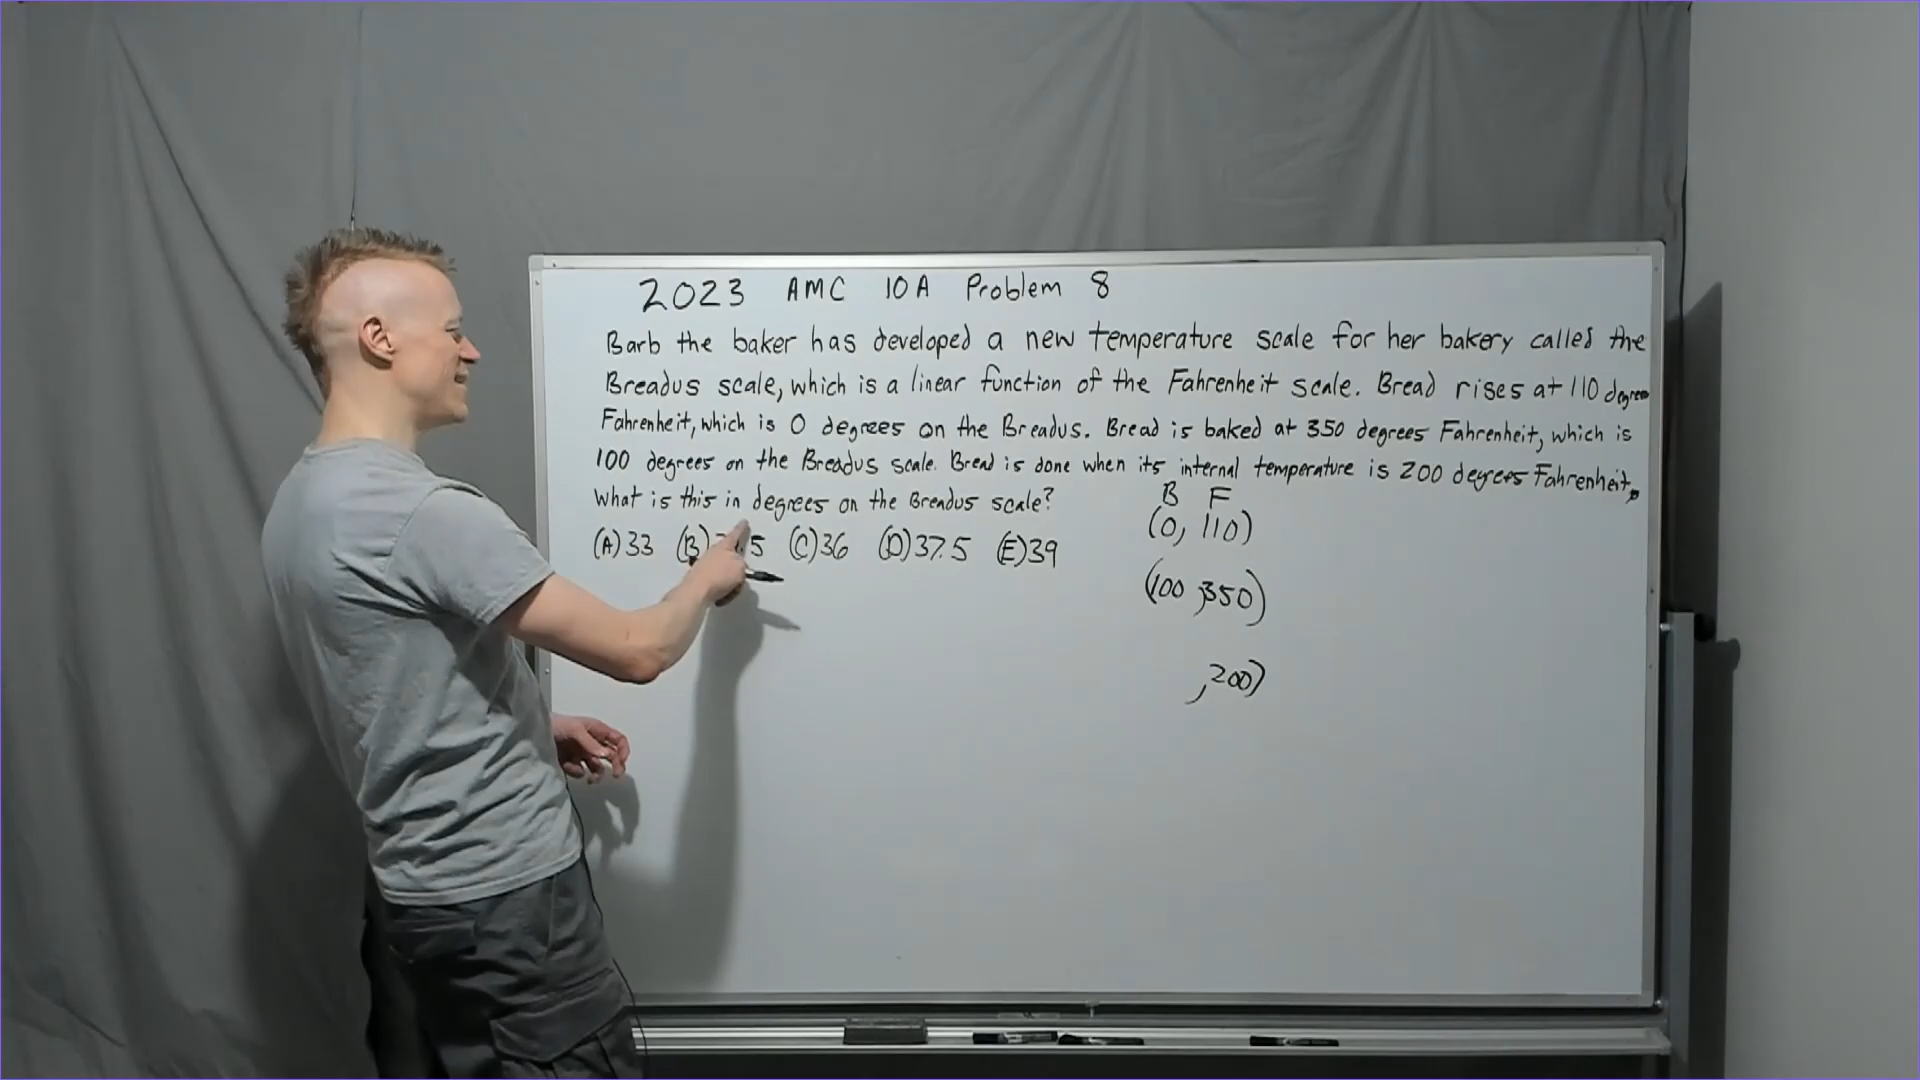 2023 AMC 10A Problem 8
Barb the baker has developed a new temperature scale for her bakery called the
Breadus scale, which is a linear function of the Fahrenheit scale. Bread rises at 110 degrees
Fahrenheit, which is 0 degrees on the Breadus. Bread is baked at 350 degrees Fahrenheit, which is
100 degrees on the Breadus scale. Bread is done when its internal temperature is 200 degrees Fahrenheit.
What is this in degrees on the Breadus scale?
B F
(0, 110)
(A) 33 (B) (C) 36 (D) 37.5 (E) 39
(100, 350)
, 200)